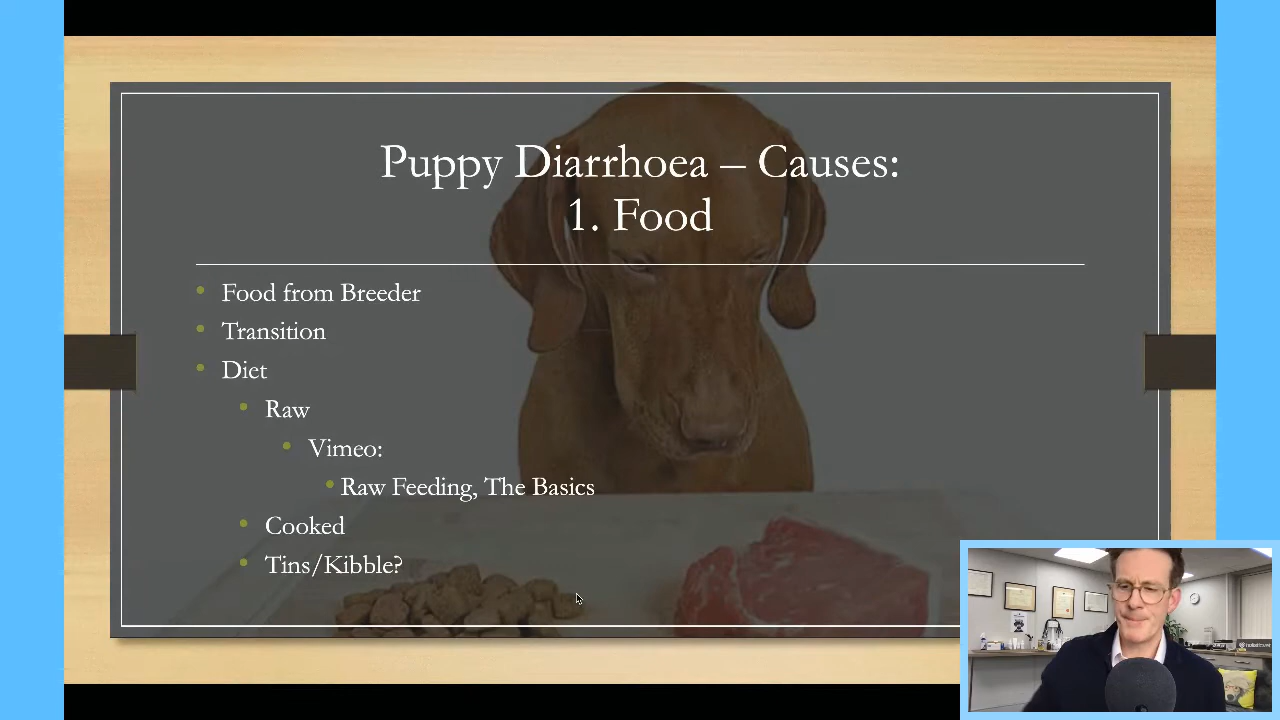 Puppy Diarrhoea – Causes:
1. Food
Food from Breeder
Transition
Diet
Raw
Vimeo:
Raw Feeding, The Basics
Cooked
Tins/Kibble?